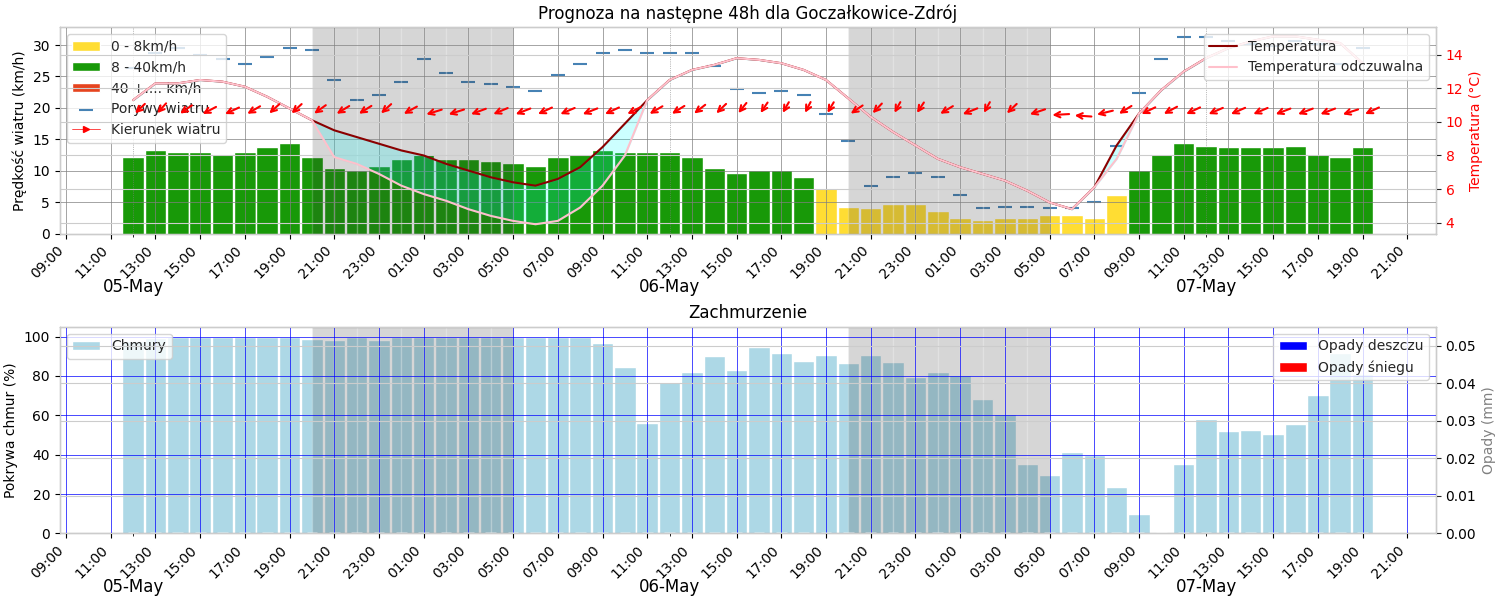 Prognoza na następne 48h dla Goczałkowice-Zdrój
Prędkość wiatru (km/h)
30
25
20
15
10
5
0
0 - 8km/h
8 - 40km/h
40 +.... km/h
Porywy wiatru
Kierunek wiatru
Temperatura
Temperatura odczuwalna
14
12
10
8
6
4
Temperatura (°C)
09:00 11:00 13:00 15:00 17:00 19:00 21:00 23:00 01:00 03:00 05:00 07:00 09:00 11:00 13:00 15:00 17:00 19:00 21:00 23:00 01:00 03:00 05:00 07:00 09:00 11:00 13:00 15:00 17:00 19:00 21:00
05-May 06-May 07-May
Zachmurzenie
Pokrywa chmur (%)
100
80
60
40
20
0
Chmury
Opady deszczu
Opady śniegu
0.05
0.04
0.03
0.02
0.01
0.00
Opady (mm)
09:00 11:00 13:00 15:00 17:00 19:00 21:00 23:00 01:00 03:00 05:00 07:00 09:00 11:00 13:00 15:00 17:00 19:00 21:00 23:00 01:00 03:00 05:00 07:00 09:00 11:00 13:00 15:00 17:00 19:00 21:00
05-May 06-May 07-May